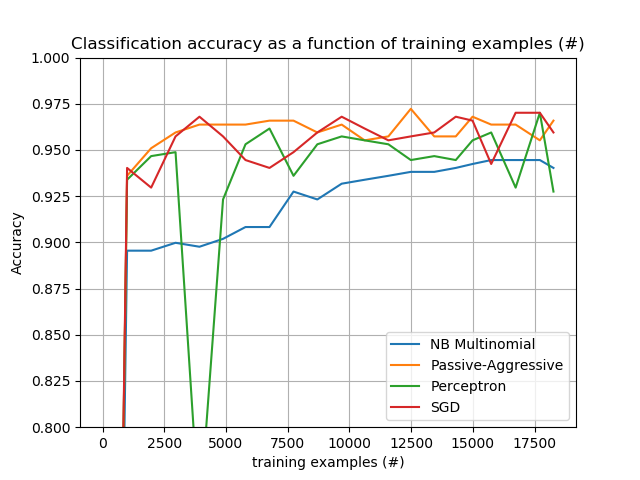 Classification accuracy as a function of training examples (#)
1.000
0.975
0.950
0.925
0.900
0.875
0.850
0.825
0.800
Accuracy
NB Multinomial
Passive-Aggressive
Perceptron
SGD
0 2500 5000 7500 10000 12500 15000 17500
training examples (#)